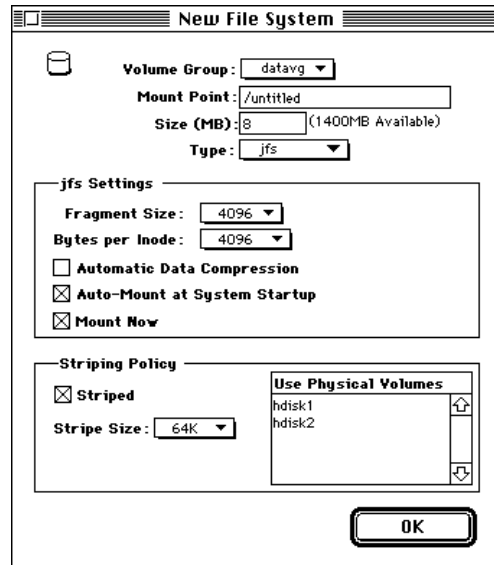 New File System
Volume Group: datavg
Mount Point: /untitled
Size (MB): 8 (1400MB Available)
Type: jfs
jfs Settings
Fragment Size: 4096
Bytes per Inode: 4096
Automatic Data Compression
Auto-Mount at System Startup
Mount Now
Striping Policy
Striped
Stripe Size: 64K
Use Physical Volumes
hdisk1
hdisk2
OK